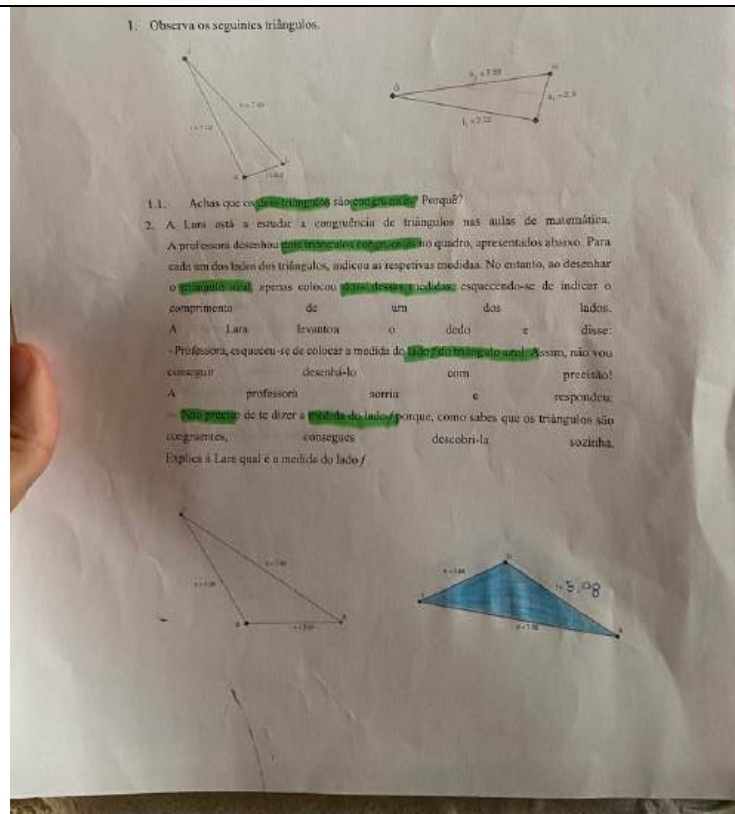 1. Observa os seguintes triângulos.
1.1. Achas que os dois triângulos são congruentes? Porquê?
2. A Lara está a estudar a congruência de triângulos nas aulas de matemática.
A professora desenhou dois triângulos congruentes no quadro, apresentados abaixo. Para
cada um dos lados dos triângulos, indicou as respetivas medidas. No entanto, ao desenhar
o triângulo azul, apenas colocou duas dessas medidas, esquecendo-se de indicar o
comprimento de um dos lados.
A Lara levantou o dedo e disse:
- Professora, esqueceu-se de colocar a medida do lado f do triângulo azul. Assim, não vou
conseguir desenhá-lo com precisão!
A professora sorriu e respondeu:
- Não preciso de te dizer a medida do lado f porque, como sabes que os triângulos são
congruentes, consegues descobri-la sozinha.
Explica à Lara qual é a medida do lado f.
5.08